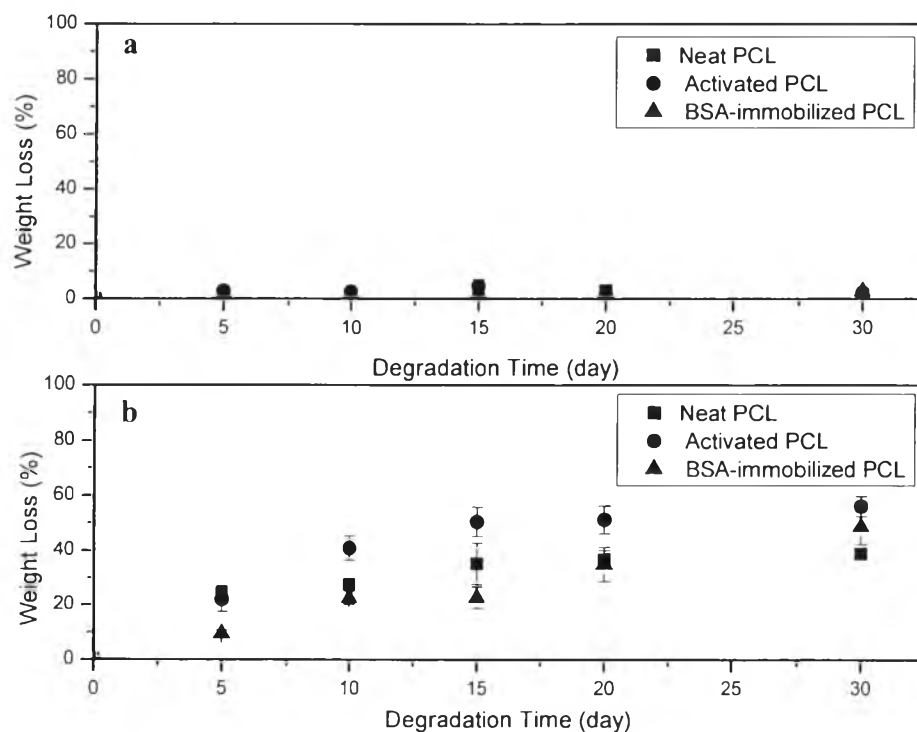 a
Neat PCL
Activated PCL
BSA-immobilized PCL
Weight Loss (%)
100
80
60
40
20
0
0 5 10 15 20 25 30
Degradation Time (day)
b
Neat PCL
Activated PCL
BSA-immobilized PCL
Weight Loss (%)
100
80
60
40
20
0
0 5 10 15 20 25 30
Degradation Time (day)